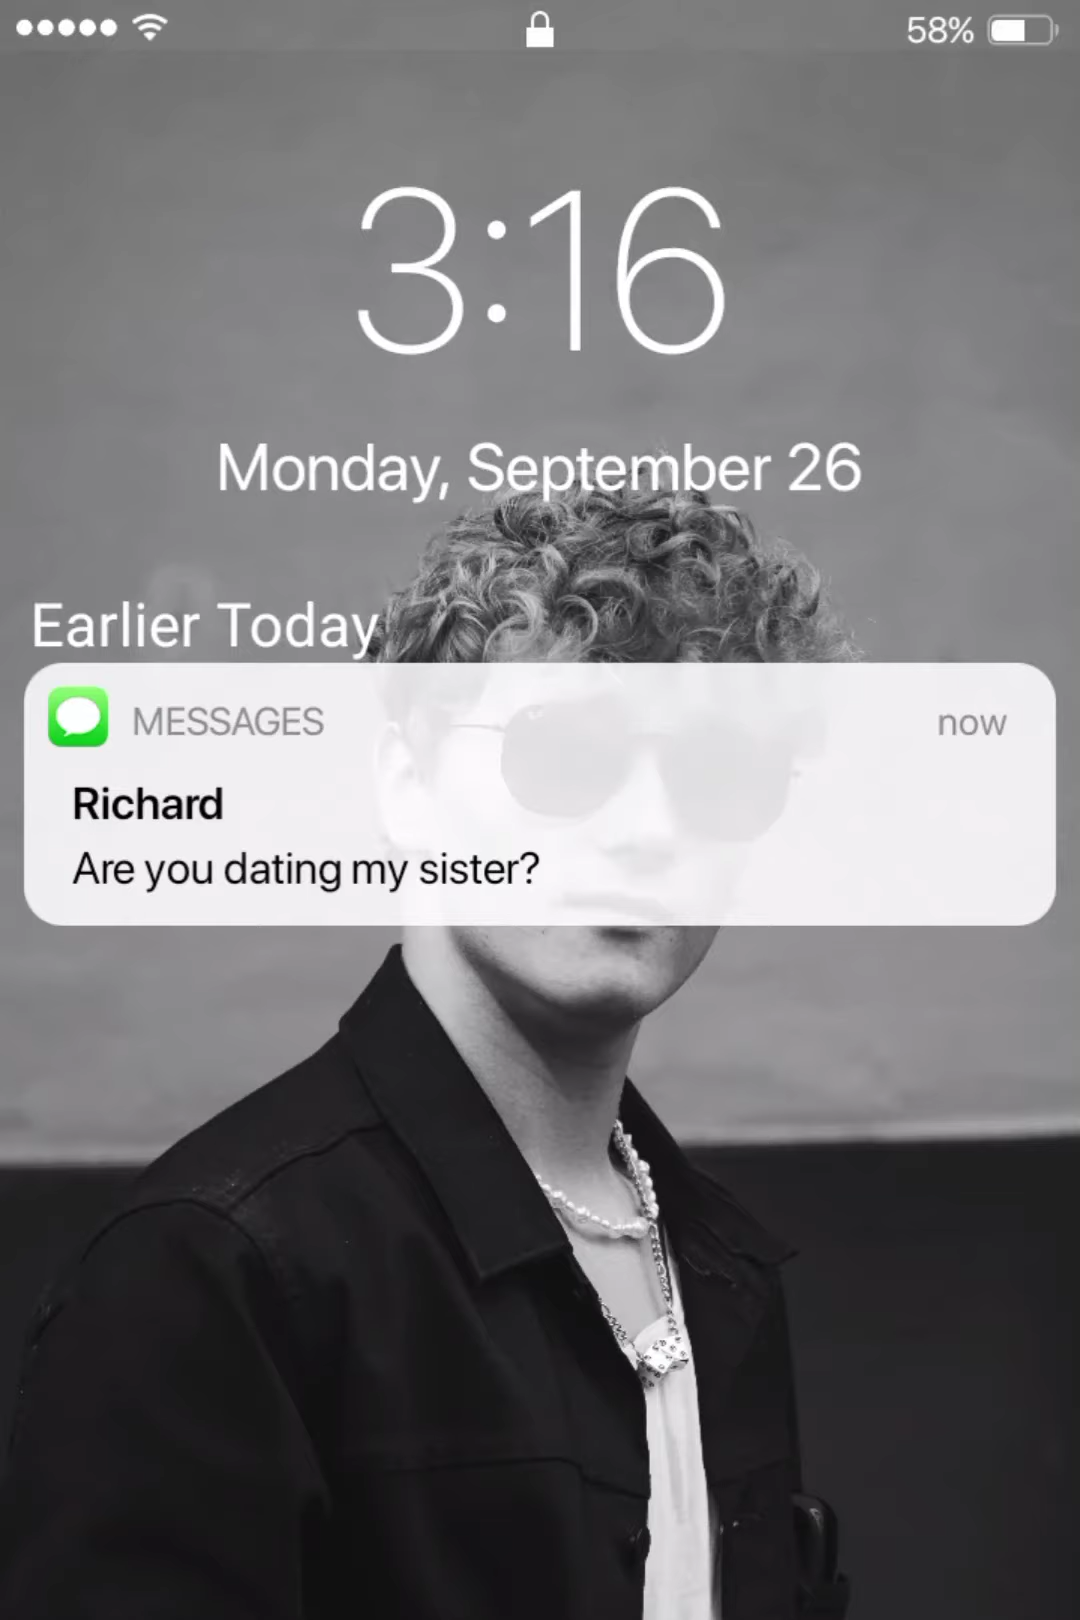 58%
3:16
Monday, September 26
Earlier Today
MESSAGES now
Richard
Are you dating my sister?